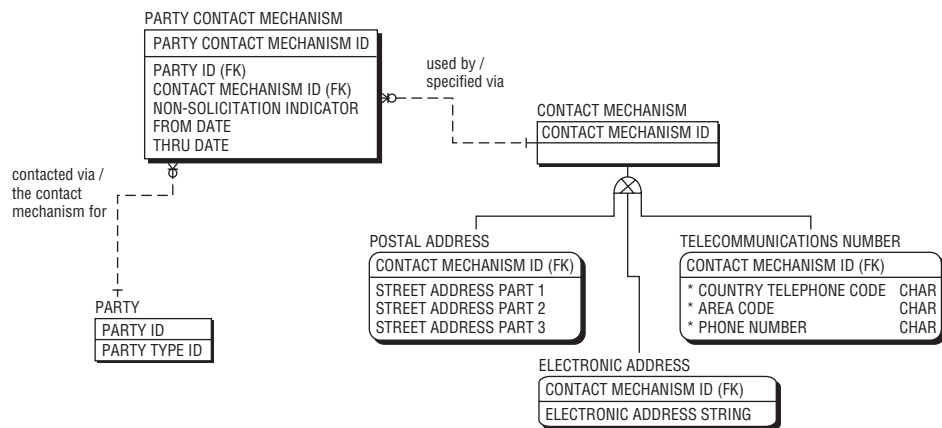 PARTY CONTACT MECHANISM
PARTY CONTACT MECHANISM ID
PARTY ID (FK)
CONTACT MECHANISM ID (FK)
NON-SOLICITATION INDICATOR
FROM DATE
THRU DATE
used by /
specified via
CONTACT MECHANISM
CONTACT MECHANISM ID
contacted via /
the contact
mechanism for
PARTY
PARTY ID
PARTY TYPE ID
POSTAL ADDRESS
CONTACT MECHANISM ID (FK)
STREET ADDRESS PART 1
STREET ADDRESS PART 2
STREET ADDRESS PART 3
TELECOMMUNICATIONS NUMBER
CONTACT MECHANISM ID (FK)
* COUNTRY TELEPHONE CODE CHAR
* AREA CODE CHAR
* PHONE NUMBER CHAR
ELECTRONIC ADDRESS
CONTACT MECHANISM ID (FK)
ELECTRONIC ADDRESS STRING